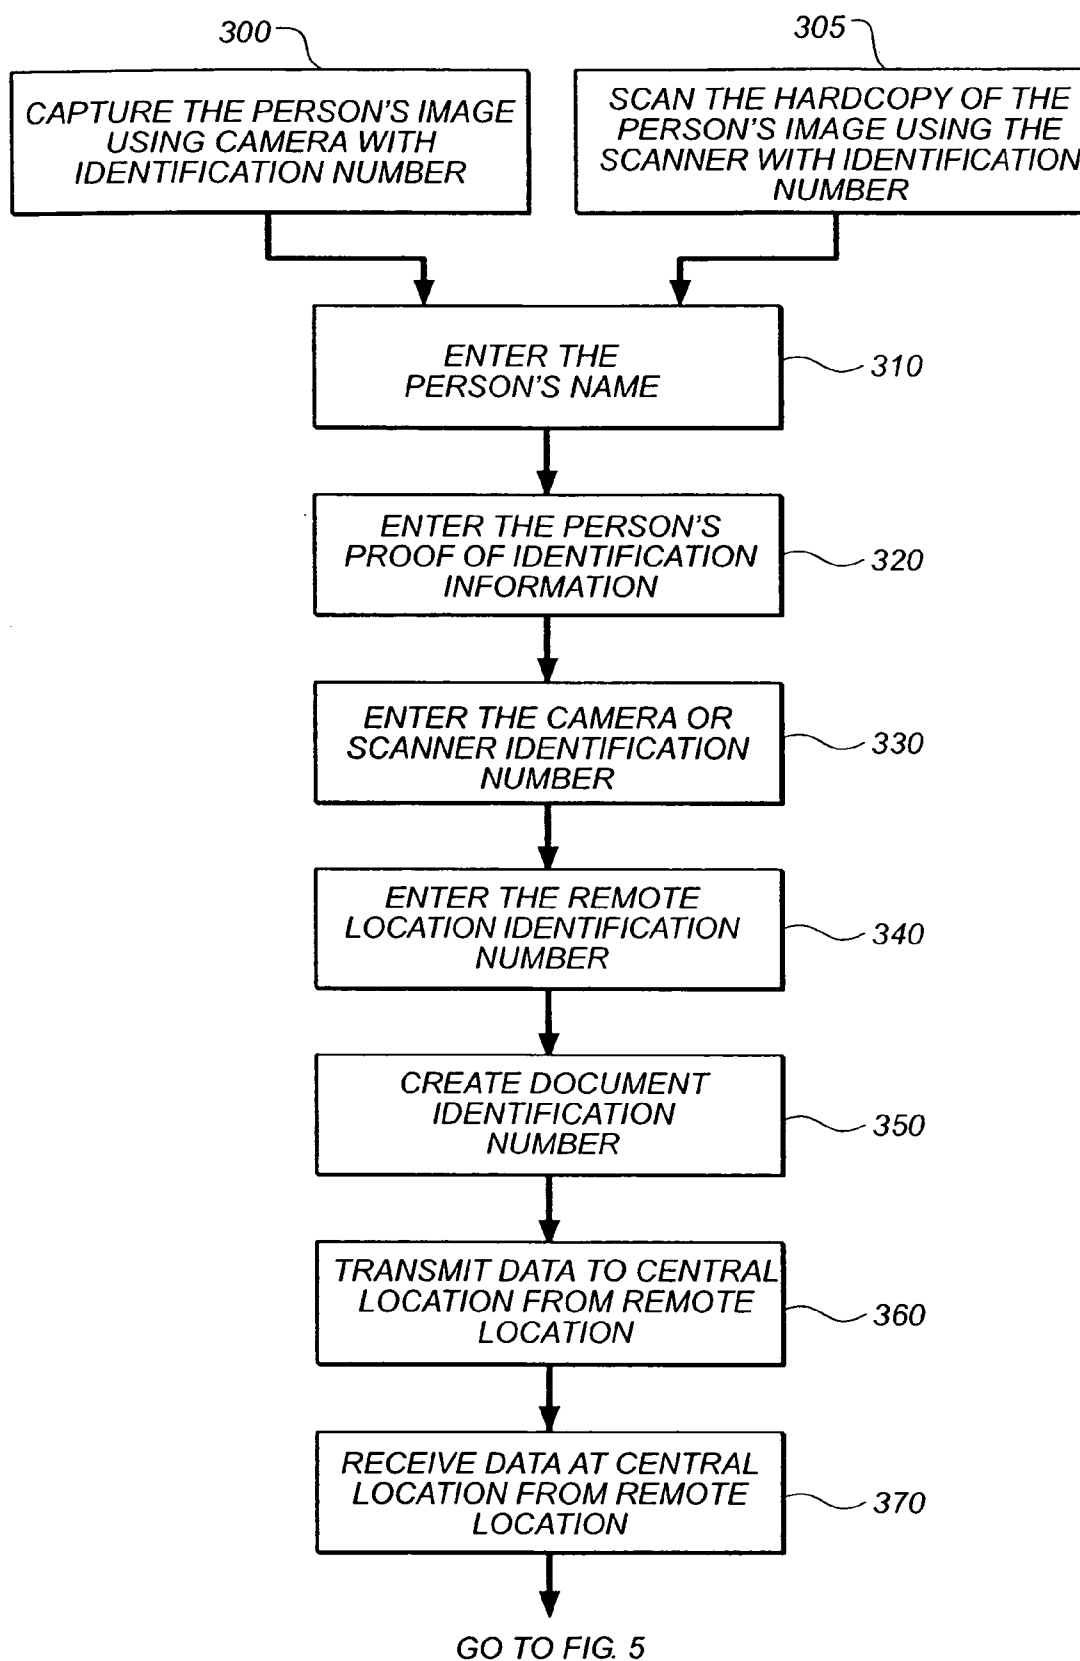 300
CAPTURE THE PERSON'S IMAGE
USING CAMERA WITH
IDENTIFICATION NUMBER
305
SCAN THE HARDCOPY OF THE
PERSON'S IMAGE USING THE
SCANNER WITH IDENTIFICATION
NUMBER
ENTER THE
PERSON'S NAME
310
ENTER THE PERSON'S
PROOF OF IDENTIFICATION
INFORMATION
320
ENTER THE CAMERA OR
SCANNER IDENTIFICATION
NUMBER
330
ENTER THE REMOTE
LOCATION IDENTIFICATION
NUMBER
340
CREATE DOCUMENT
IDENTIFICATION
NUMBER
350
TRANSMIT DATA TO CENTRAL
LOCATION FROM REMOTE
LOCATION
360
RECEIVE DATA AT CENTRAL
LOCATION FROM REMOTE
LOCATION
370
GO TO FIG. 5